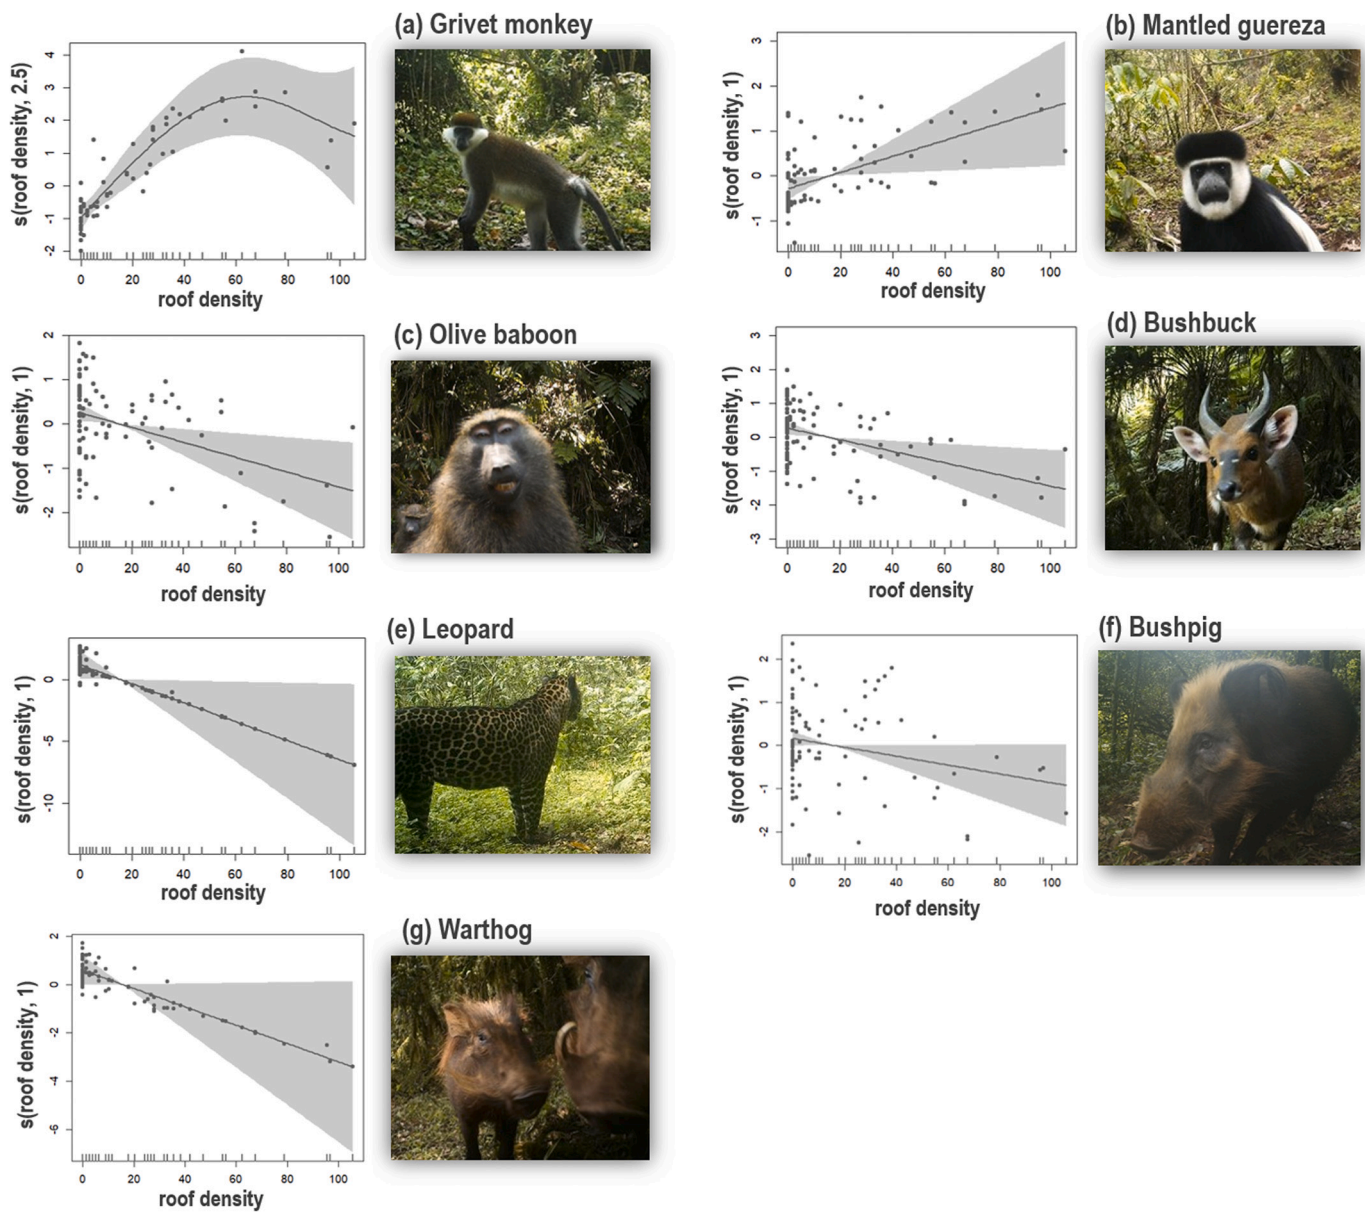 (a) Grivet monkey
s(roof density, 2.5)
4
3
2
1
0
-1
-2
0 20 40 60 80 100
roof density
(b) Mantled guereza
s(roof density, 1)
3
2
1
0
-1
0 20 40 60 80 100
roof density
(c) Olive baboon
s(roof density, 1)
2
1
0
-1
-2
0 20 40 60 80 100
roof density
(d) Bushbuck
s(roof density, 1)
3
2
1
0
-1
-2
-3
0 20 40 60 80 100
roof density
(e) Leopard
s(roof density, 1)
0
-5
-10
0 20 40 60 80 100
roof density
(f) Bushpig
s(roof density, 1)
2
1
0
-1
-2
0 20 40 60 80 100
roof density
(g) Warthog
s(roof density, 1)
2
0
-2
-4
-6
0 20 40 60 80 100
roof density